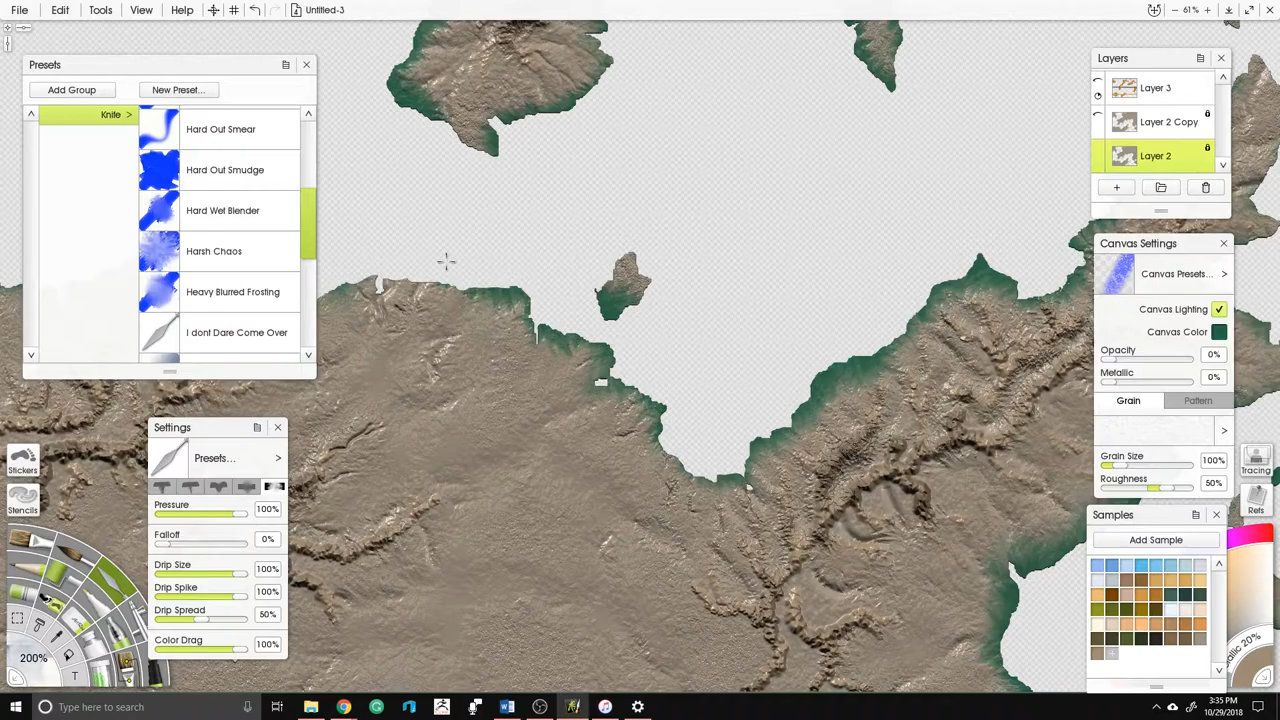 File Edit Tools View Help Untitled-3 61%
Presets
Add Group New Preset...
Knife >
Hard Out Smear
Hard Out Smudge
Hard Wet Blender
Harsh Chaos
Heavy Blurred Frosting
I dont Dare Come Over
Settings
Presets... >
Pressure 100%
Falloff 0%
Drip Size 100%
Drip Spike 100%
Drip Spread 50%
Color Drag 100%
Stickers
Stencils
200%
T
Layers
Layer 3
Layer 2 Copy
Layer 2
Canvas Settings
Canvas Presets... >
Canvas Lighting
Canvas Color
Opacity 0%
Metallic 0%
Grain Pattern
Grain Size 100%
Roughness 50%
Tracing
Refs
Samples
Add Sample
Metallic 20%
Type here to search
3:35 PM
10/29/2018